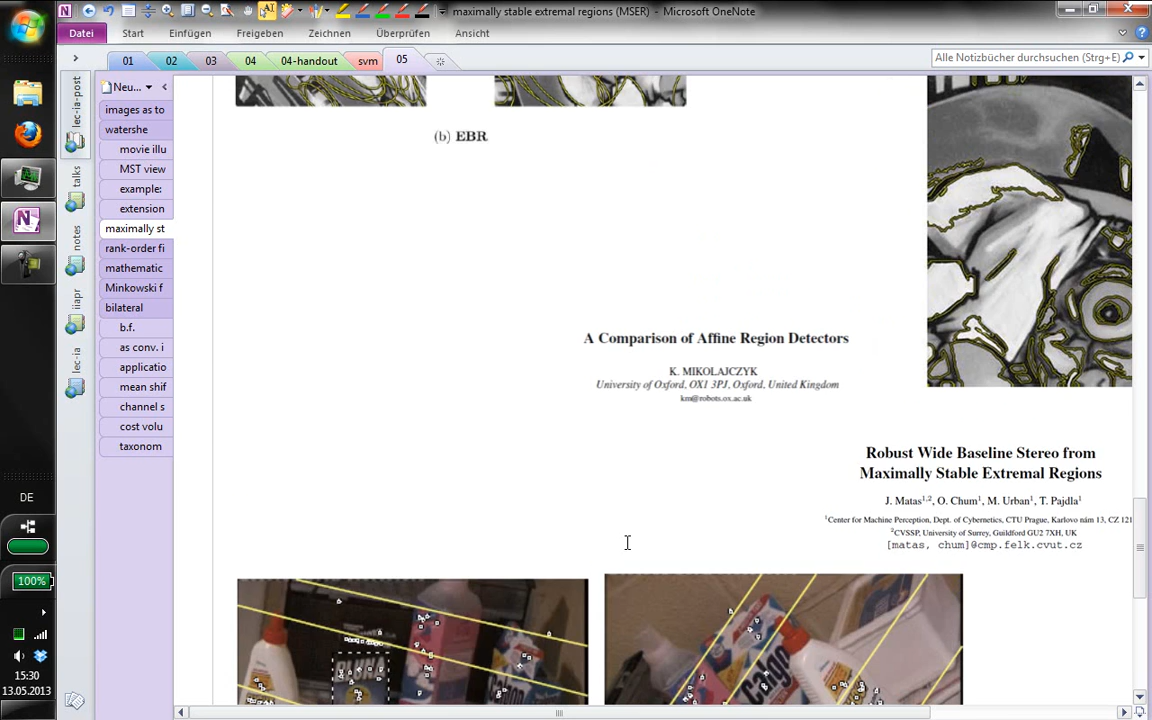 maximally stable extremal regions (MSER) - Microsoft OneNote
Datei Start Einfügen Freigeben Zeichnen Überprüfen Ansicht
01 02 03 04 04-handout svm 05
Alle Notizbücher durchsuchen (Strg+E)
Neu...
lec-ia-post
talks
notes
iiapr
lec-ia
images as to
watershe
movie illu
MST view
example:
extension
maximally st
rank-order fi
mathematic
Minkowski f
bilateral
b.f.
as conv. i
applicatio
mean shif
channel s
cost volu
taxonom
(b) EBR
A Comparison of Affine Region Detectors
K. MIKOLAJCZYK
University of Oxford, OX1 3PJ, Oxford, United Kingdom
km@robots.ox.ac.uk
Robust Wide Baseline Stereo from
Maximally Stable Extremal Regions
J. Matas1,2, O. Chum1, M. Urban1, T. Pajdla1
1Center for Machine Perception, Dept. of Cybernetics, CTU Prague, Karlovo nám 13, CZ 121
2CVSSP, University of Surrey, Guildford GU2 7XH, UK
[matas, chum]@cmp.felk.cvut.cz
DE
100%
15:30
13.05.2013